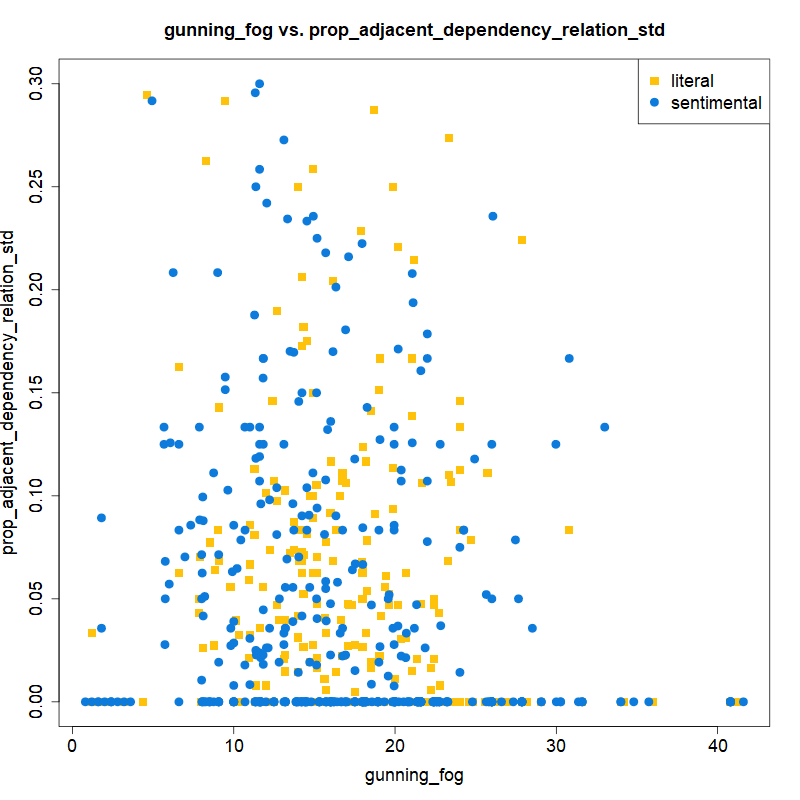 gunning_fog vs. prop_adjacent_dependency_relation_std
literal
sentimental
prop_adjacent_dependency_relation_std
0.30
0.25
0.20
0.15
0.10
0.05
0.00
0 10 20 30 40
gunning_fog